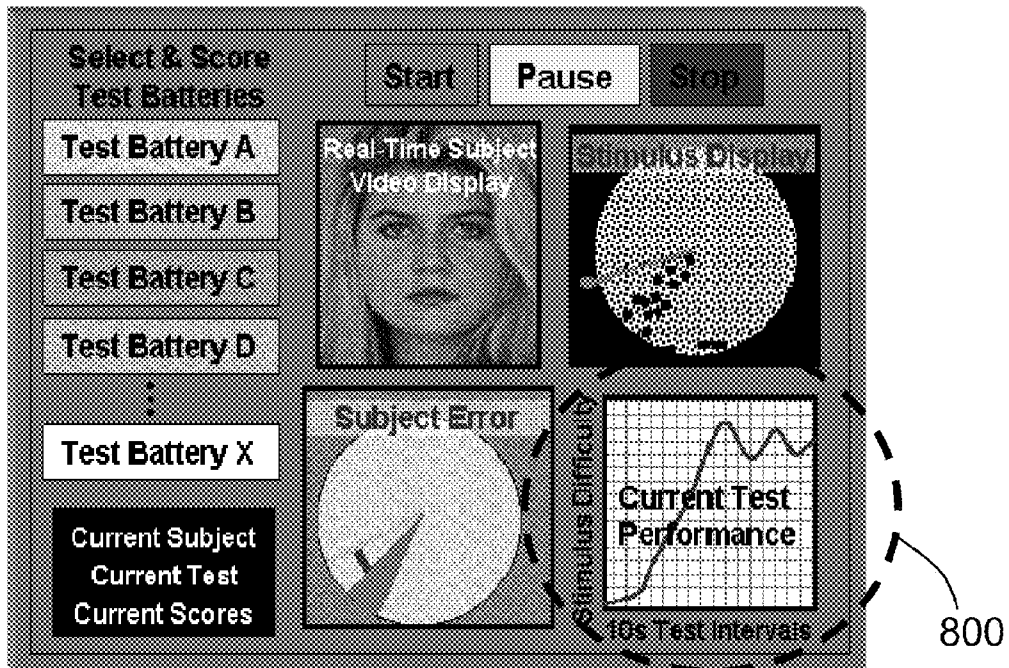 Select & Score
Test Batteries
Start
Pause
Stop
Test Battery A
Test Battery B
Test Battery C
Test Battery D
Test Battery X
Current Subject
Current Test
Current Scores
Real-Time Subject
Video Display
Stimulus Display
Subject Error
Stimulus Difficulty
Current Test
Performance
10s Test Intervals
800